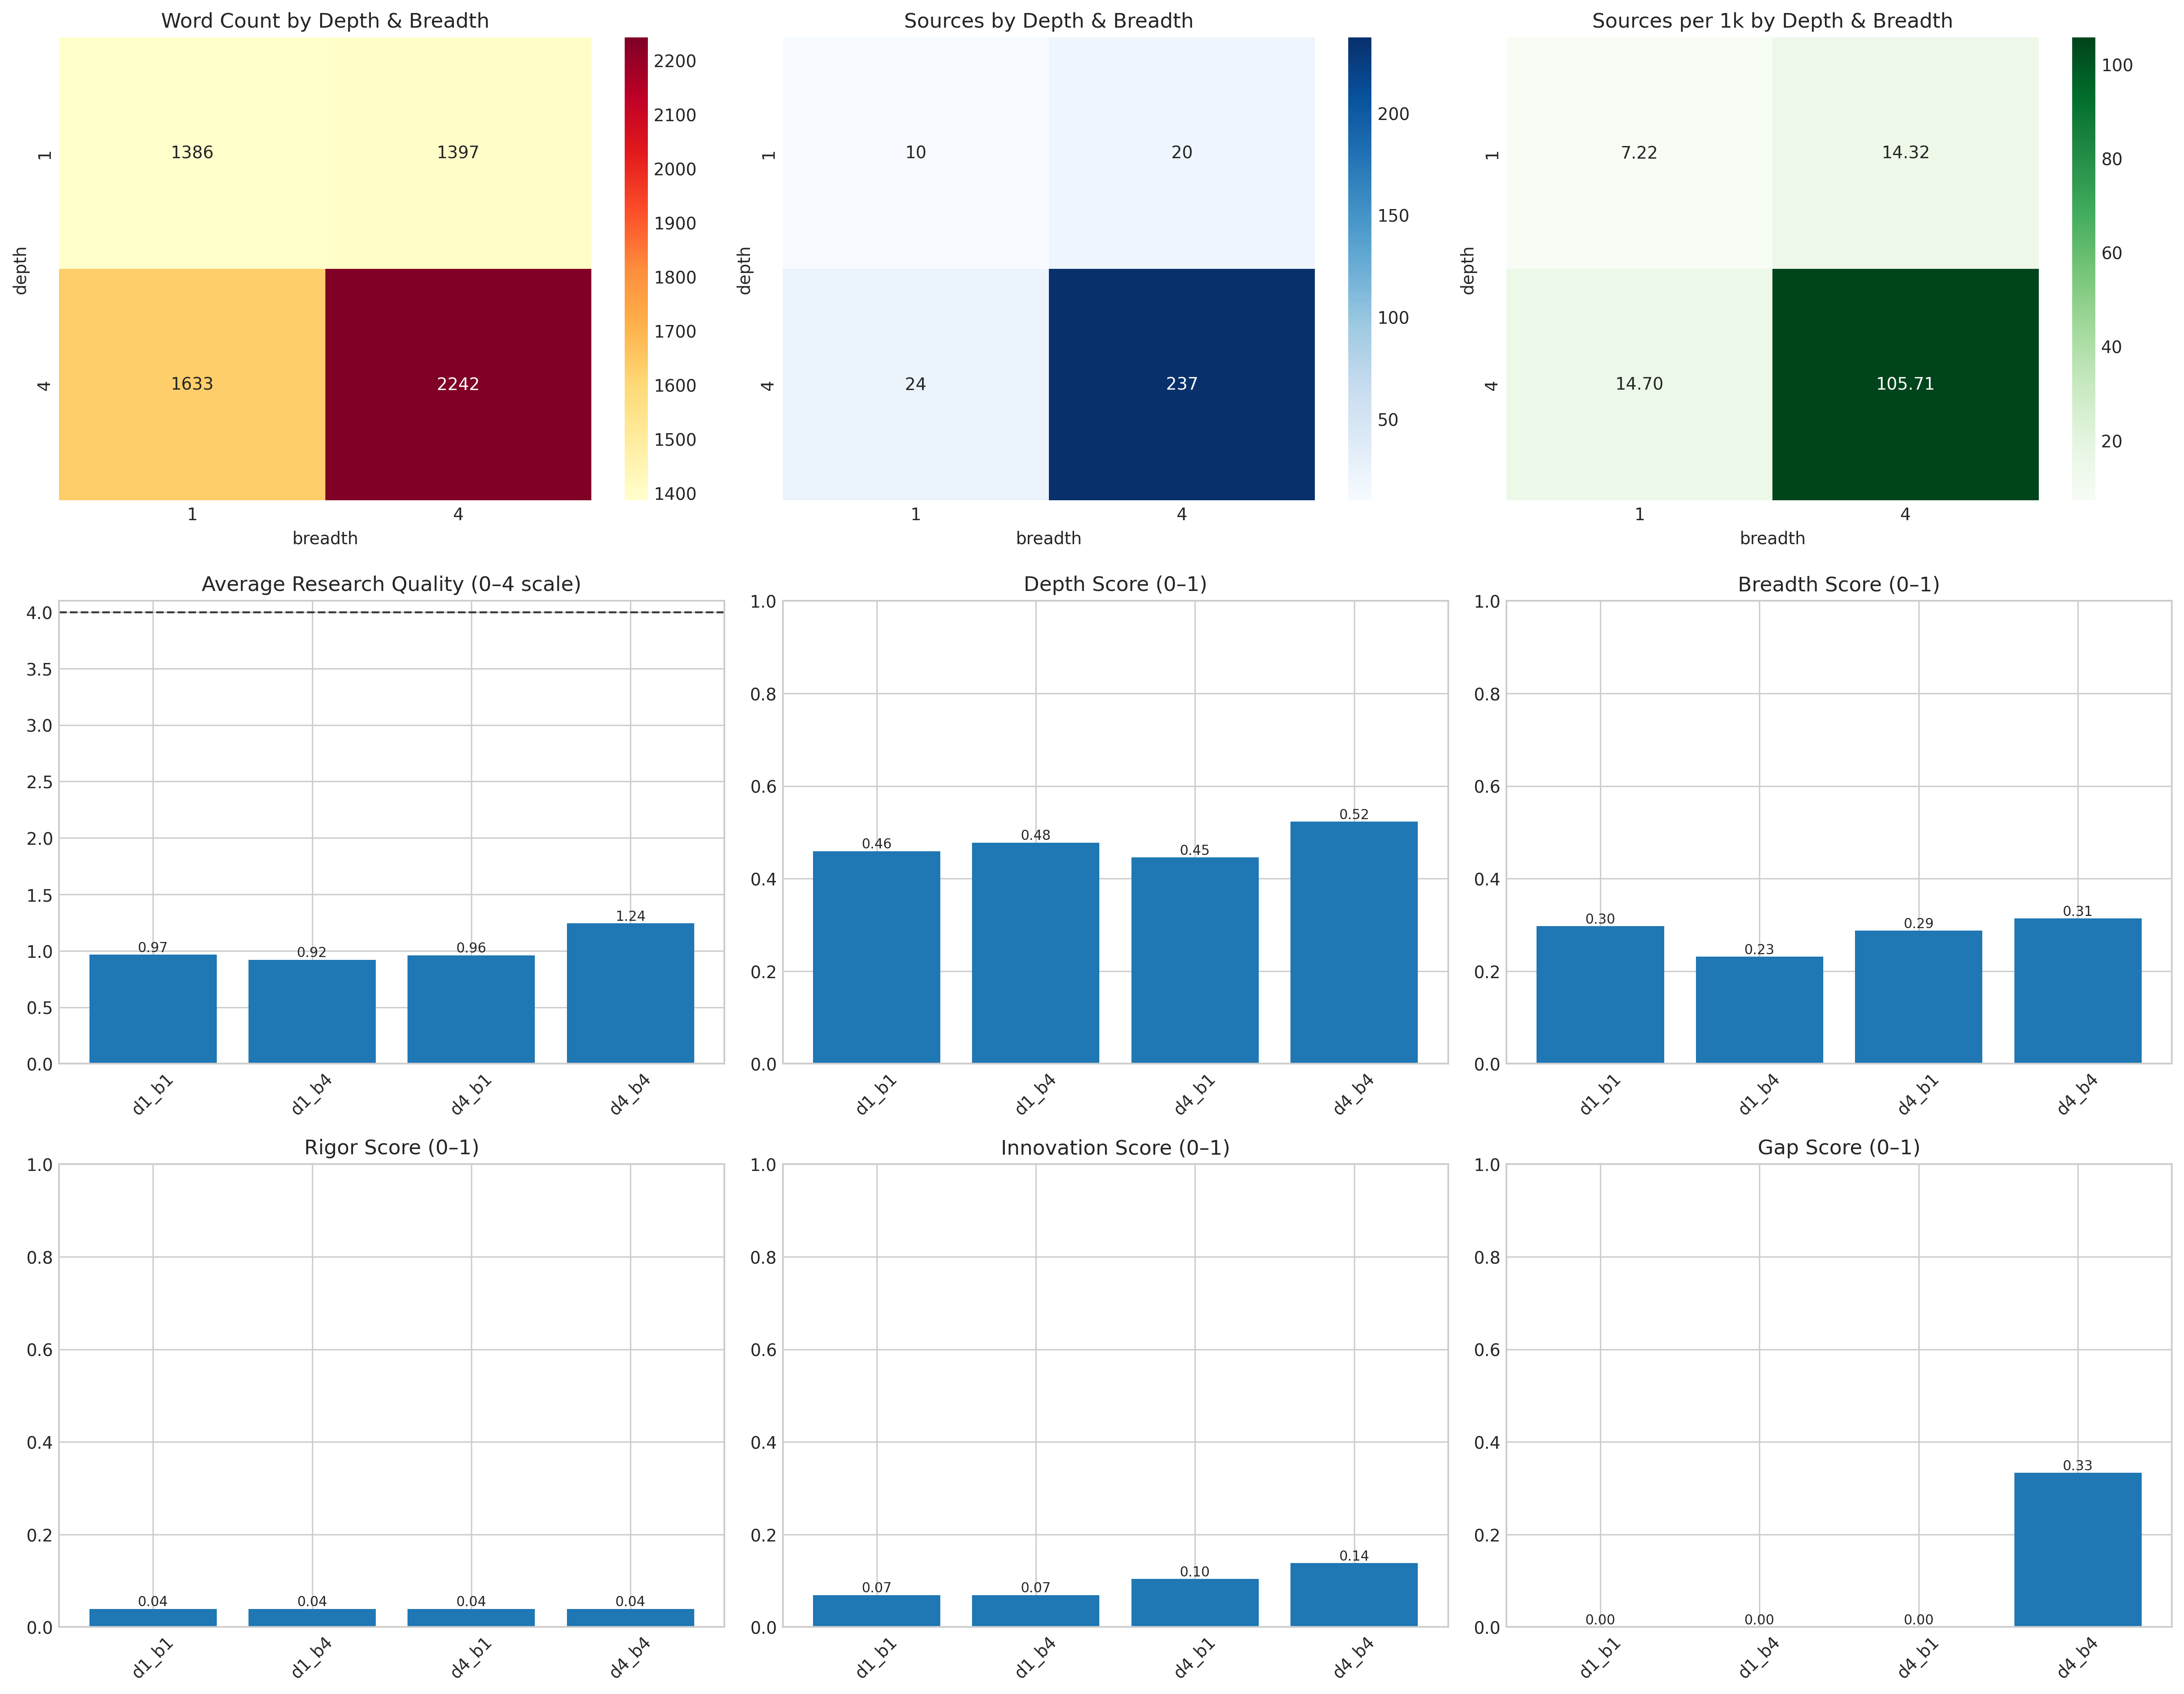 Word Count by Depth & Breadth
1386
1397
1633
2242
1
4
depth
1
4
breadth
2200
2100
2000
1900
1800
1700
1600
1500
1400
Sources by Depth & Breadth
10
20
24
237
1
4
depth
1
4
breadth
200
150
100
50
Sources per 1k by Depth & Breadth
7.22
14.32
14.70
105.71
1
4
depth
1
4
breadth
100
80
60
40
20
Average Research Quality (0–4 scale)
4.0
3.5
3.0
2.5
2.0
1.5
1.0
0.5
0.0
0.97
0.92
0.96
1.24
d1_b1
d1_b4
d4_b1
d4_b4
Depth Score (0–1)
1.0
0.8
0.6
0.4
0.2
0.0
0.46
0.48
0.45
0.52
d1_b1
d1_b4
d4_b1
d4_b4
Breadth Score (0–1)
1.0
0.8
0.6
0.4
0.2
0.0
0.30
0.23
0.29
0.31
d1_b1
d1_b4
d4_b1
d4_b4
Rigor Score (0–1)
1.0
0.8
0.6
0.4
0.2
0.0
0.04
0.04
0.04
0.04
d1_b1
d1_b4
d4_b1
d4_b4
Innovation Score (0–1)
1.0
0.8
0.6
0.4
0.2
0.0
0.07
0.07
0.10
0.14
d1_b1
d1_b4
d4_b1
d4_b4
Gap Score (0–1)
1.0
0.8
0.6
0.4
0.2
0.0
0.00
0.00
0.00
0.33
d1_b1
d1_b4
d4_b1
d4_b4